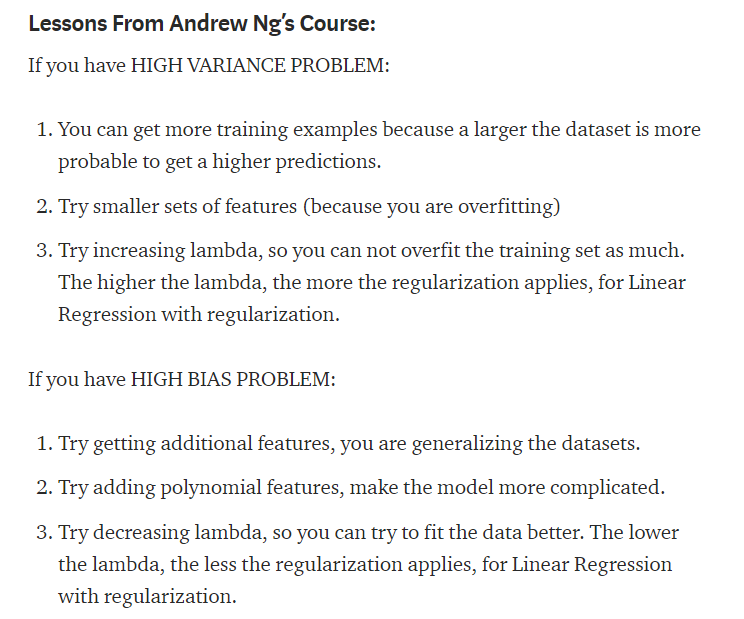 Lessons From Andrew Ng's Course:
If you have HIGH VARIANCE PROBLEM:
1. You can get more training examples because a larger the dataset is more
probable to get a higher predictions.
2. Try smaller sets of features (because you are overfitting)
3. Try increasing lambda, so you can not overfit the training set as much.
The higher the lambda, the more the regularization applies, for Linear
Regression with regularization.
If you have HIGH BIAS PROBLEM:
1. Try getting additional features, you are generalizing the datasets.
2. Try adding polynomial features, make the model more complicated.
3. Try decreasing lambda, so you can try to fit the data better. The lower
the lambda, the less the regularization applies, for Linear Regression
with regularization.